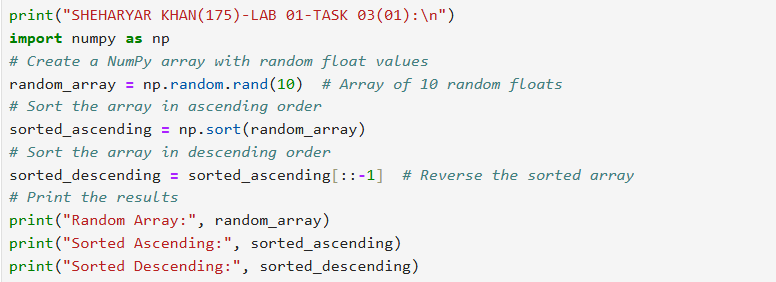 print("SHEHARYAR KHAN(175)-LAB 01-TASK 03(01):\n")
import numpy as np
# Create a NumPy array with random float values
random_array = np.random.rand(10)  # Array of 10 random floats
# Sort the array in ascending order
sorted_ascending = np.sort(random_array)
# Sort the array in descending order
sorted_descending = sorted_ascending[::-1]  # Reverse the sorted array
# Print the results
print("Random Array:", random_array)
print("Sorted Ascending:", sorted_ascending)
print("Sorted Descending:", sorted_descending)